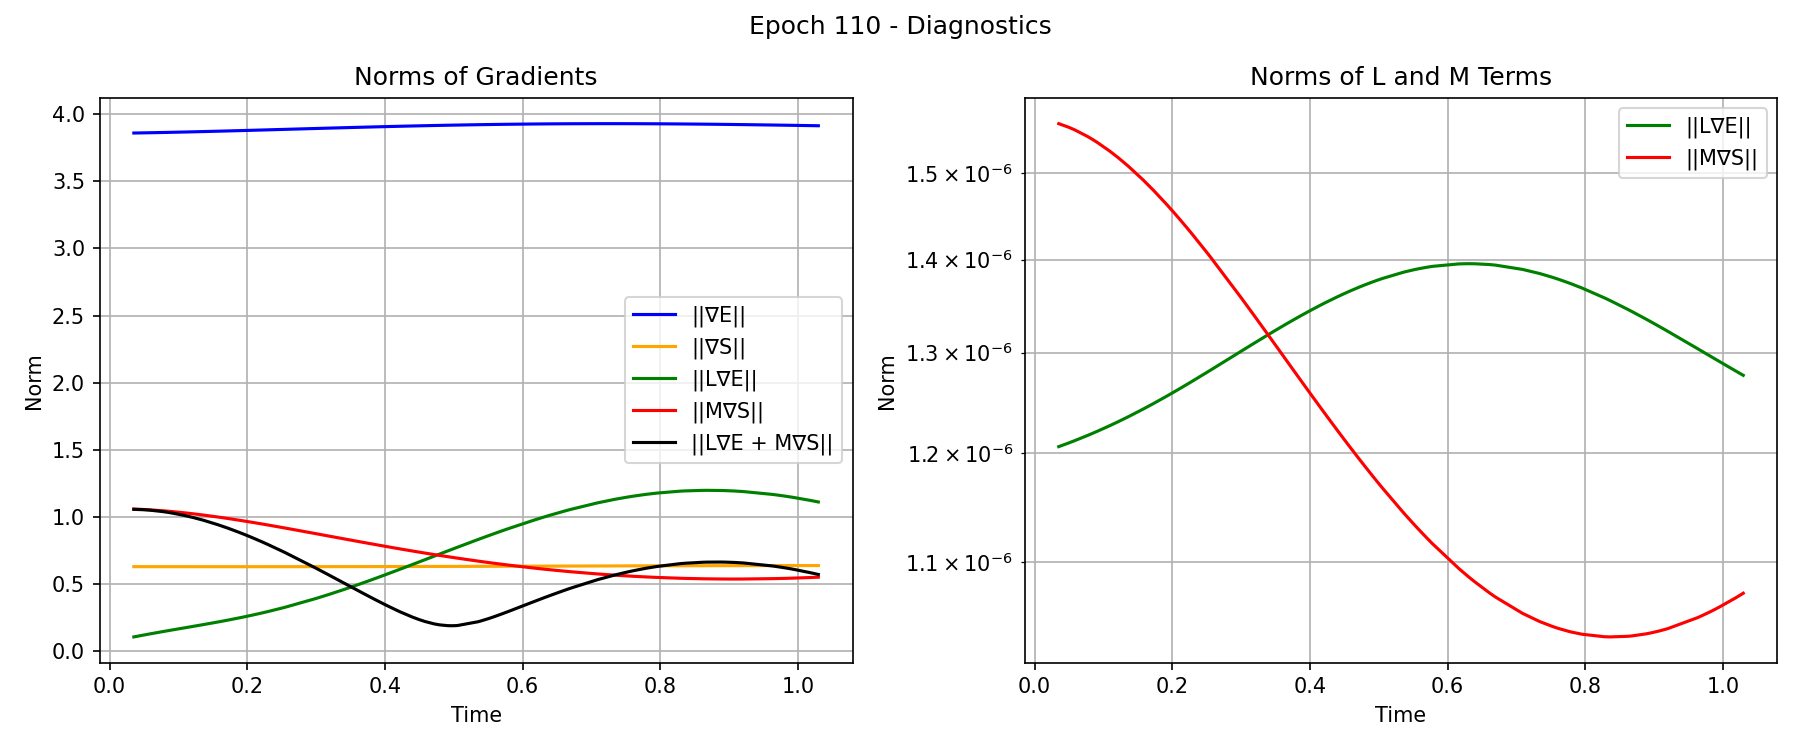 Epoch 110 - Diagnostics
Norms of Gradients
Norm
4.0
3.5
3.0
2.5
2.0
1.5
1.0
0.5
0.0
||∇E||
||∇S||
||L∇E||
||M∇S||
||L∇E + M∇S||
0.0 0.2 0.4 0.6 0.8 1.0
Time
Norms of L and M Terms
Norm
1.5 × 10⁻⁶
1.4 × 10⁻⁶
1.3 × 10⁻⁶
1.2 × 10⁻⁶
1.1 × 10⁻⁶
||L∇E||
||M∇S||
0.0 0.2 0.4 0.6 0.8 1.0
Time